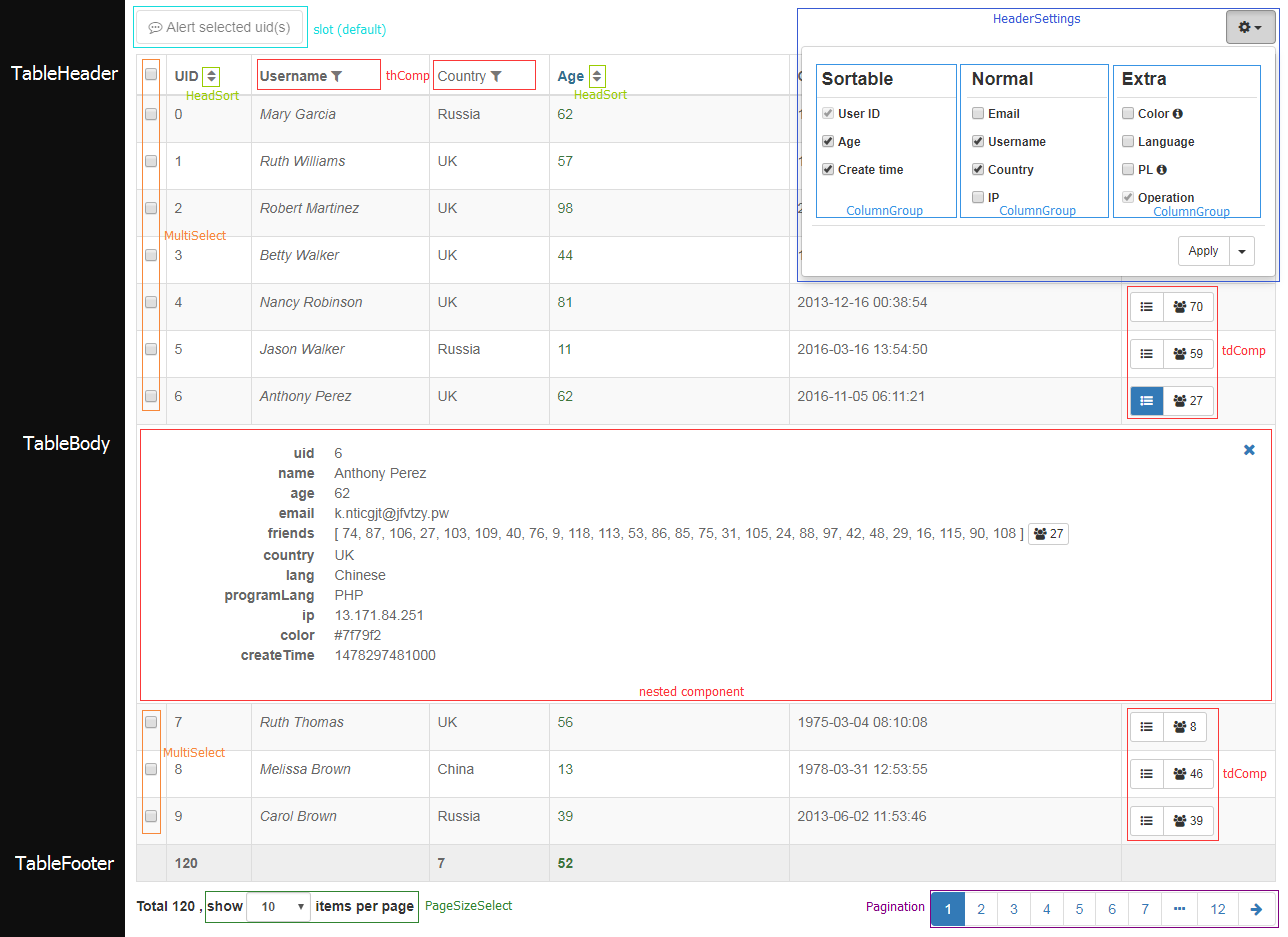 Alert selected uid(s) slot (default) HeaderSettings
TableHeader
UID Username thComp Country Age C
HeadSort HeadSort
Sortable Normal Extra
User ID Email Color
Age Username Language
Create time Country PL
IP Operation
ColumnGroup ColumnGroup ColumnGroup
Apply
0 Mary Garcia Russia 62 1
1 Ruth Williams UK 57 1
2 Robert Martinez UK 98 2
MultiSelect
3 Betty Walker UK 44 1
4 Nancy Robinson UK 81 2013-12-16 00:38:54 70
5 Jason Walker Russia 11 2016-03-16 13:54:50 59 tdComp
6 Anthony Perez UK 62 2016-11-05 06:11:21 27
TableBody
uid 6
name Anthony Perez
age 62
email k.nticgjt@jfvtzy.pw
friends [ 74, 87, 106, 27, 103, 109, 40, 76, 9, 118, 113, 53, 86, 85, 75, 31, 105, 24, 88, 97, 42, 48, 29, 16, 115, 90, 108 ] 27
country UK
lang Chinese
programLang PHP
ip 13.171.84.251
color #7f79f2
createTime 1478297481000
nested component
7 Ruth Thomas UK 56 1975-03-04 08:10:08 8
MultiSelect
8 Melissa Brown China 13 1978-03-31 12:53:55 46 tdComp
9 Carol Brown Russia 39 2013-06-02 11:53:46 39
TableFooter 120 7 52
Total 120 , show 10 items per page PageSizeSelect Pagination 1 2 3 4 5 6 7 ··· 12